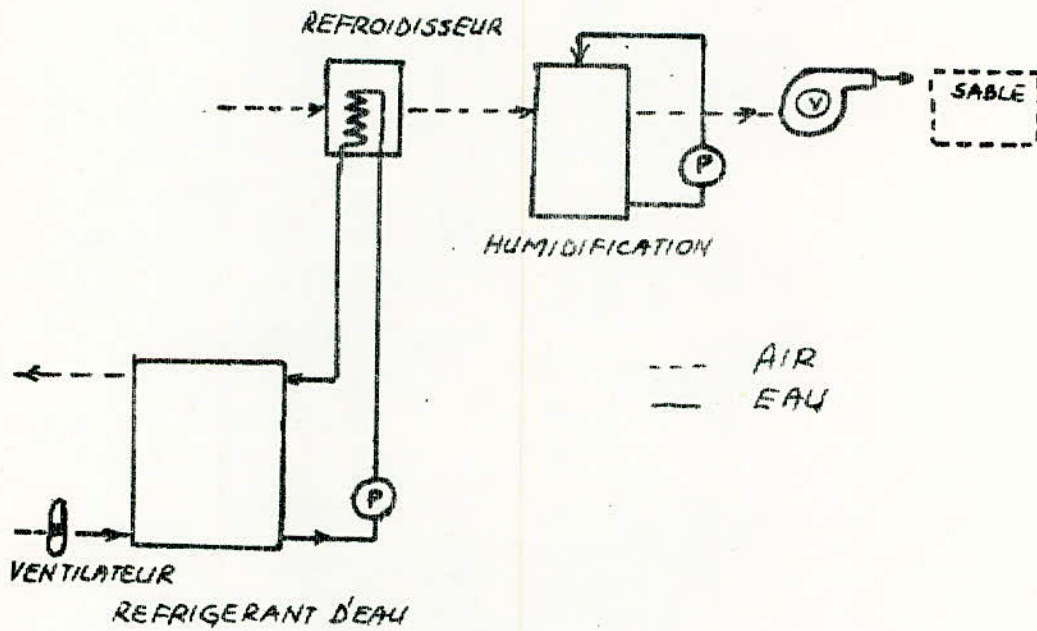 REFROIDISSEUR
V
SABLE
P
HUMIDIFICATION
AIR
EAU
P
VENTILATEUR
REFRIGERANT D'EAU